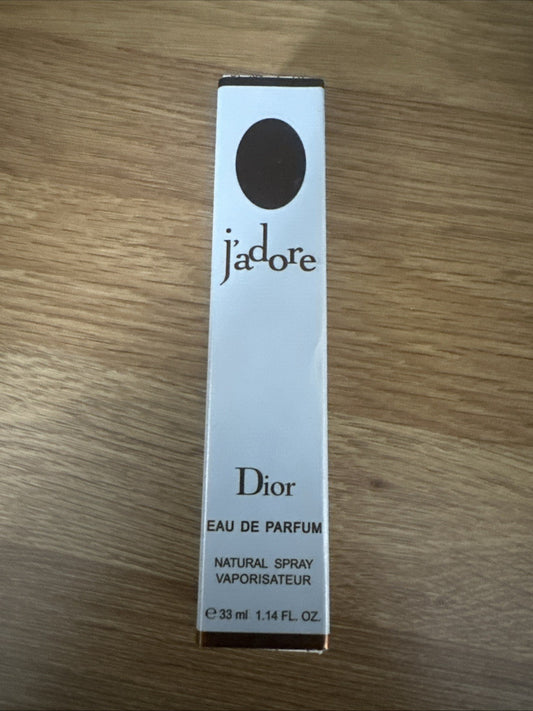 j'adore
Dior
EAU DE PARFUM
NATURAL SPRAY
VAPORISATEUR
℮ 33 ml 1.14 FL. OZ.